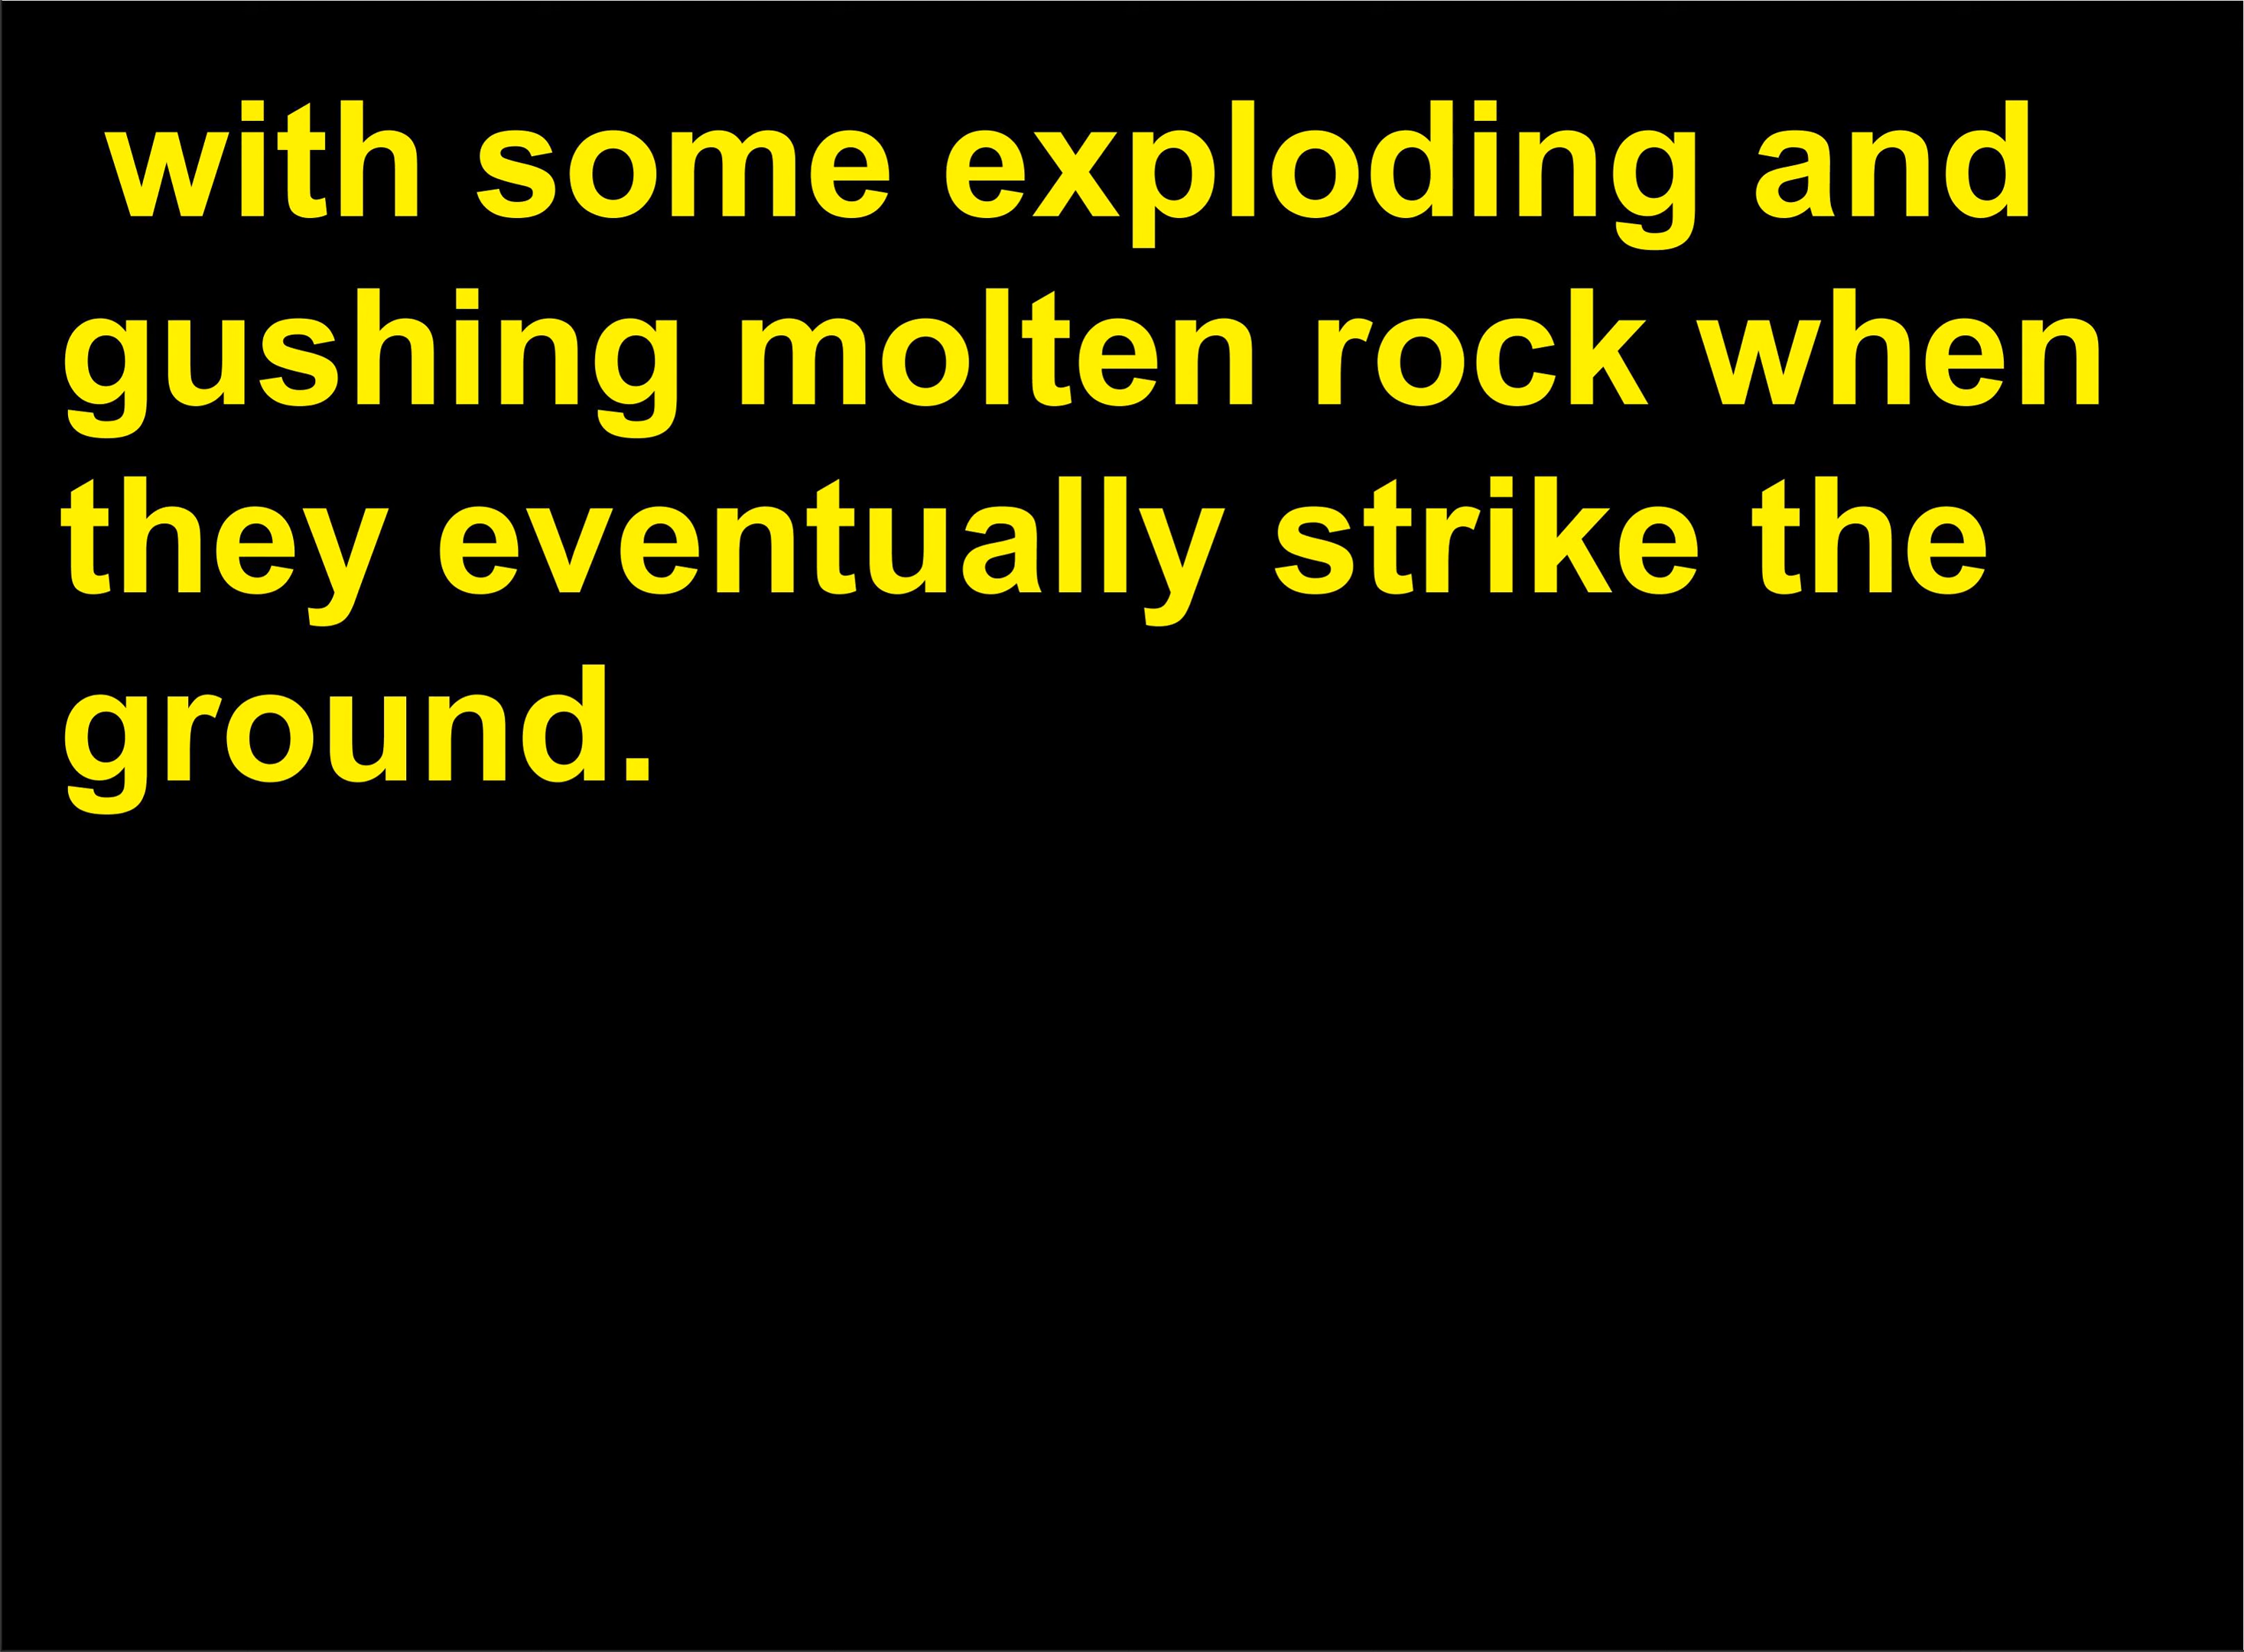 with some exploding and
gushing molten rock when
they eventually strike the
ground.